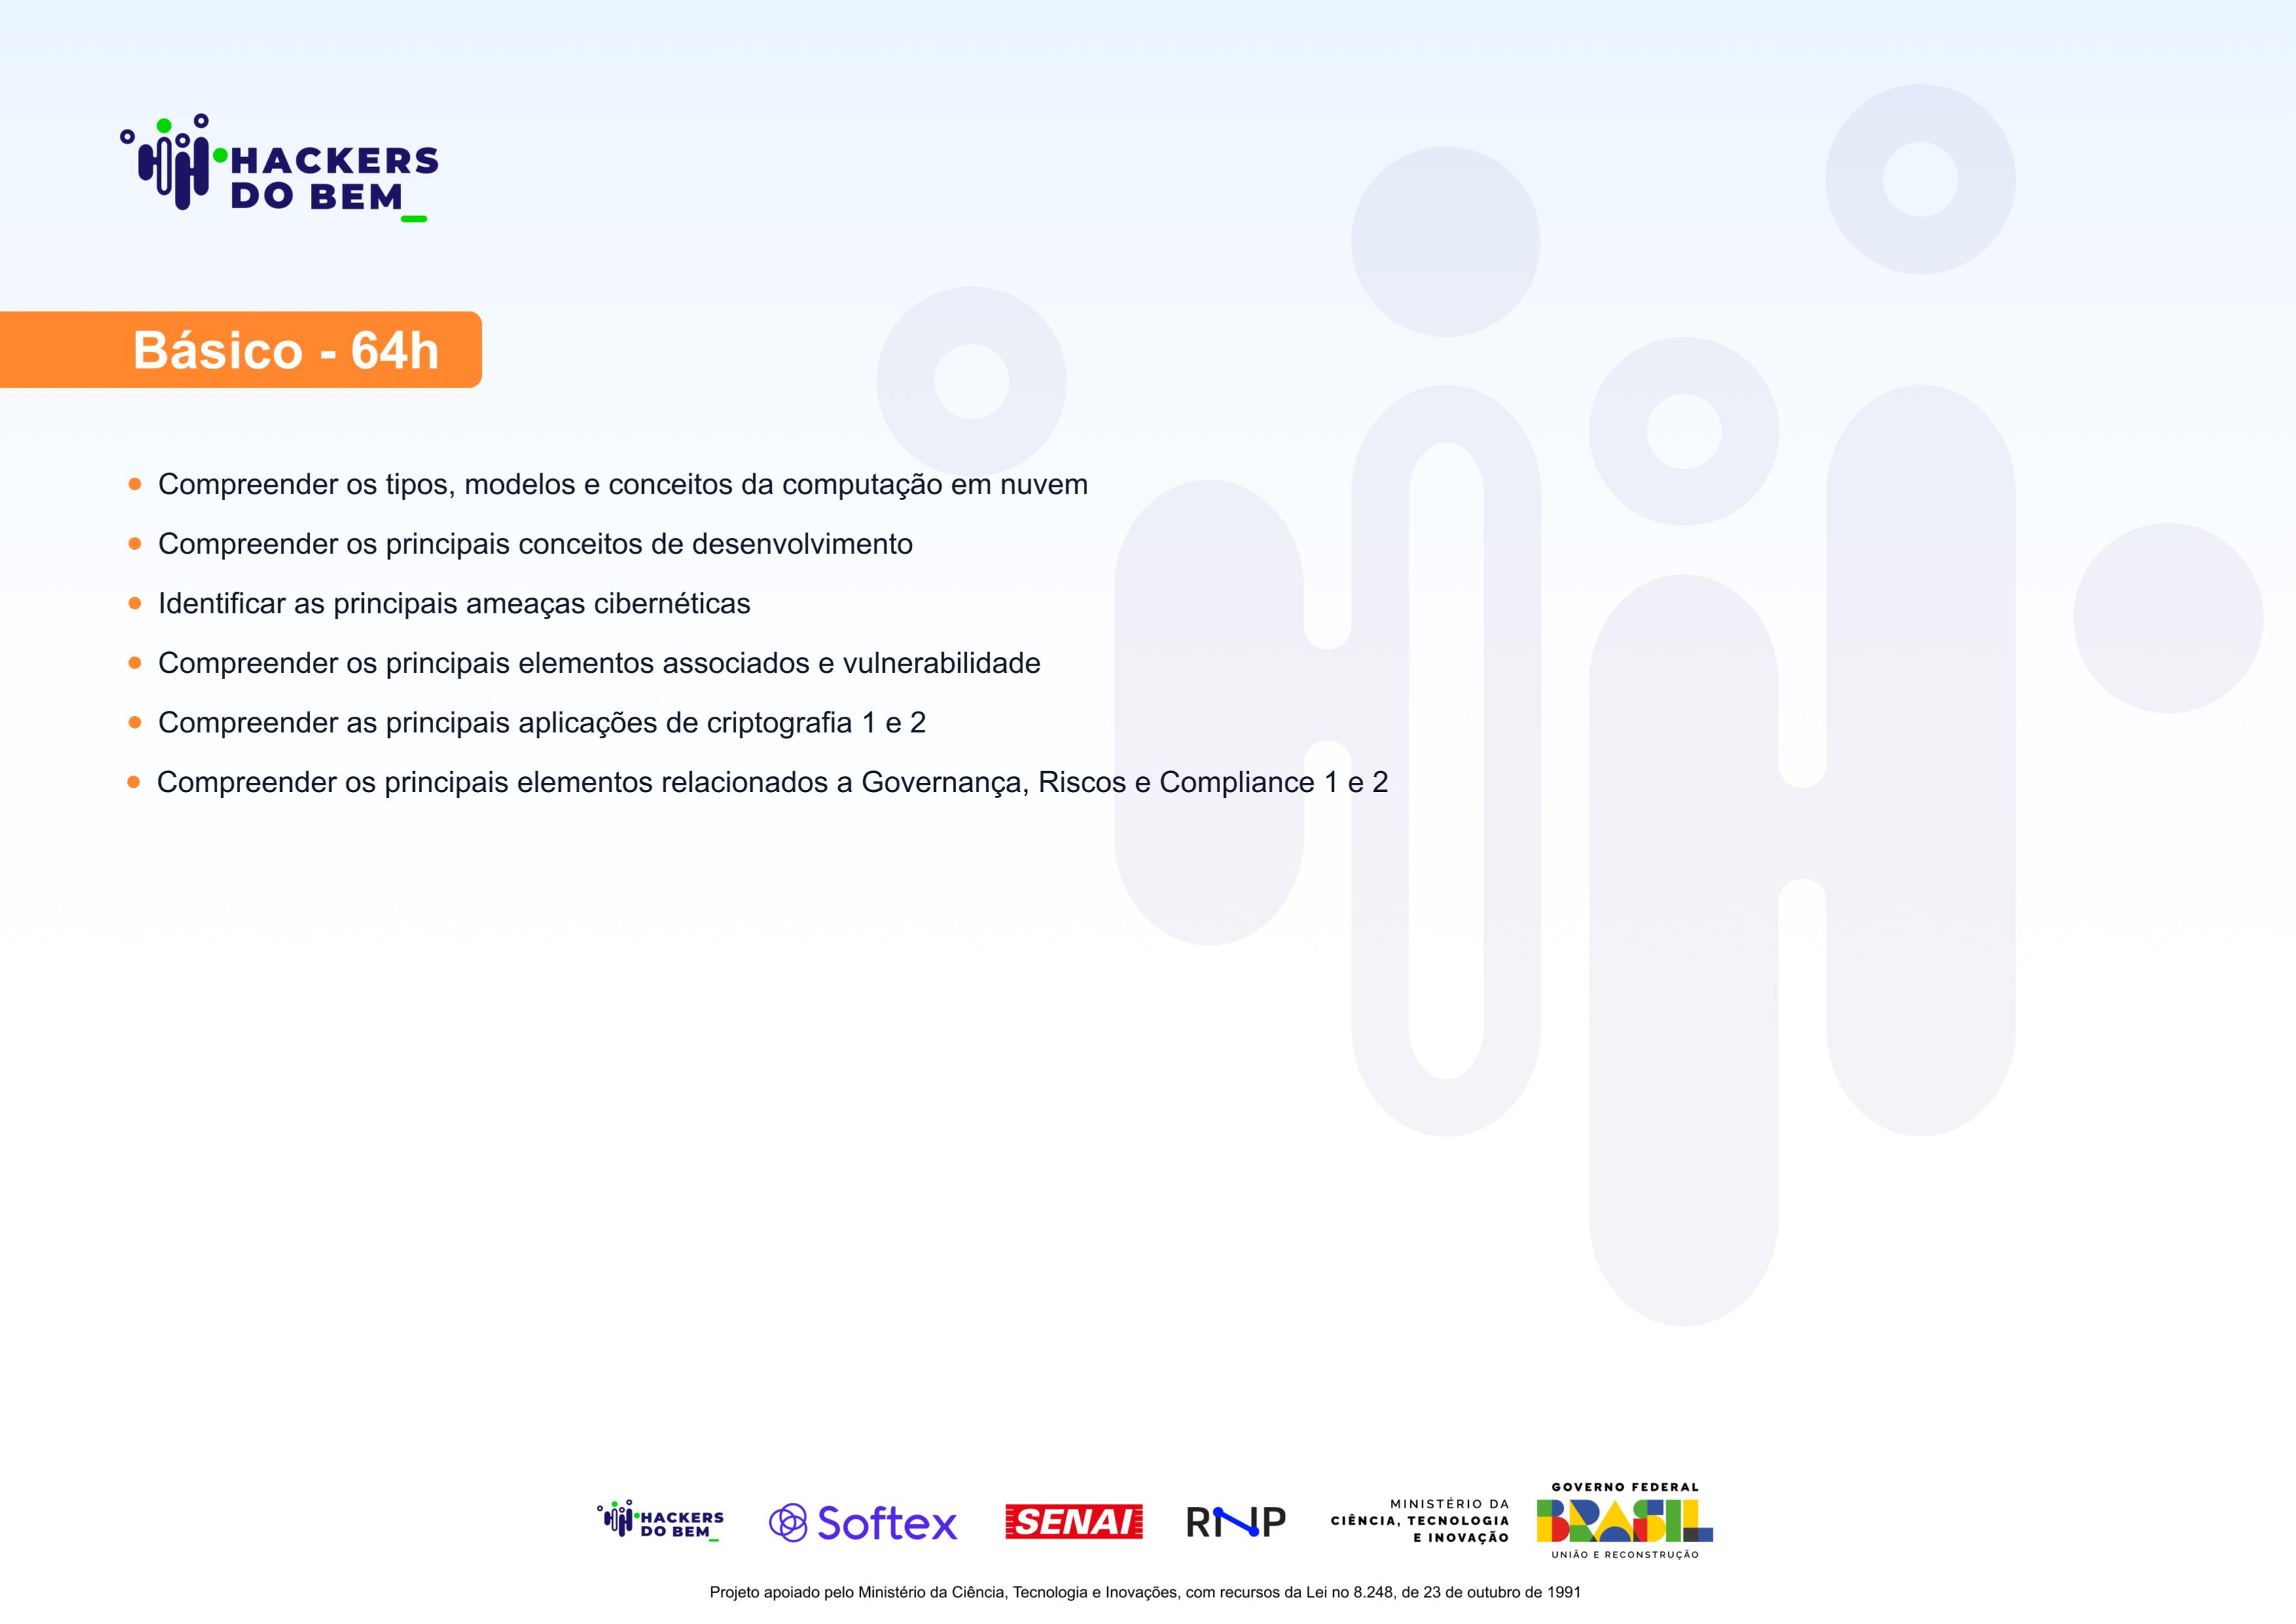 HACKERS
DO BEM_
Básico - 64h
Compreender os tipos, modelos e conceitos da computação em nuvem
Compreender os principais conceitos de desenvolvimento
Identificar as principais ameaças cibernéticas
Compreender os principais elementos associados e vulnerabilidade
Compreender as principais aplicações de criptografia 1 e 2
Compreender os principais elementos relacionados a Governança, Riscos e Compliance 1 e 2
HACKERS
DO BEM_
Softex
SENAI
RNP
MINISTÉRIO DA
CIÊNCIA, TECNOLOGIA
E INOVAÇÃO
GOVERNO FEDERAL
BRASIL
UNIÃO E RECONSTRUÇÃO
Projeto apoiado pelo Ministério da Ciência, Tecnologia e Inovações, com recursos da Lei no 8.248, de 23 de outubro de 1991